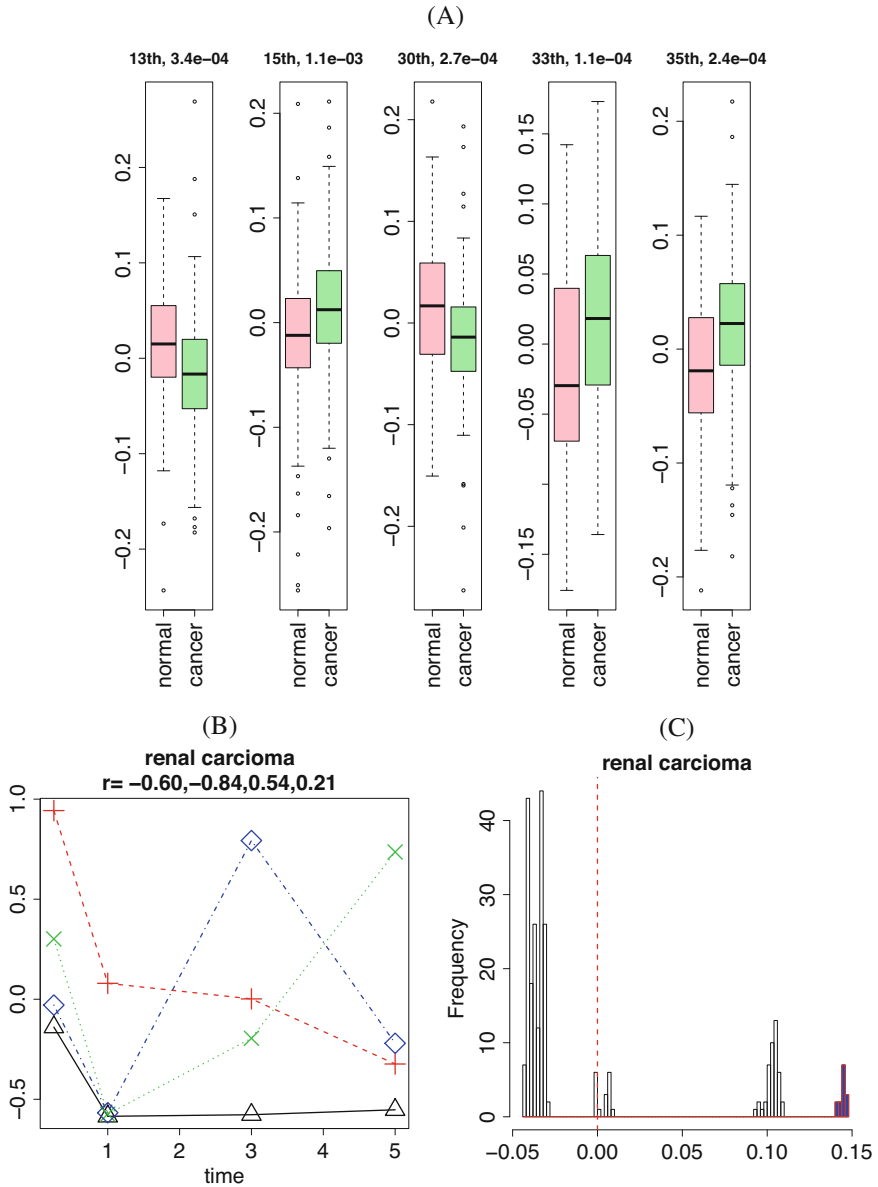 (A)
13th, 3.4e−04 15th, 1.1e−03 30th, 2.7e−04 33th, 1.1e−04 35th, 2.4e−04
0.2
0.1
0.0
−0.1
−0.2
0.2
0.1
0.0
−0.1
−0.2
0.2
0.1
0.0
−0.1
−0.2
0.15
0.10
0.05
0.00
−0.05
−0.15
0.2
0.1
0.0
−0.1
−0.2
normal cancer normal cancer normal cancer normal cancer normal cancer
(B)
renal carcioma
r= −0.60,−0.84,0.54,0.21
1.0
0.5
0.0
−0.5
1 2 3 4 5
time
(C)
renal carcioma
Frequency
40
30
20
10
0
−0.05 0.00 0.05 0.10 0.15